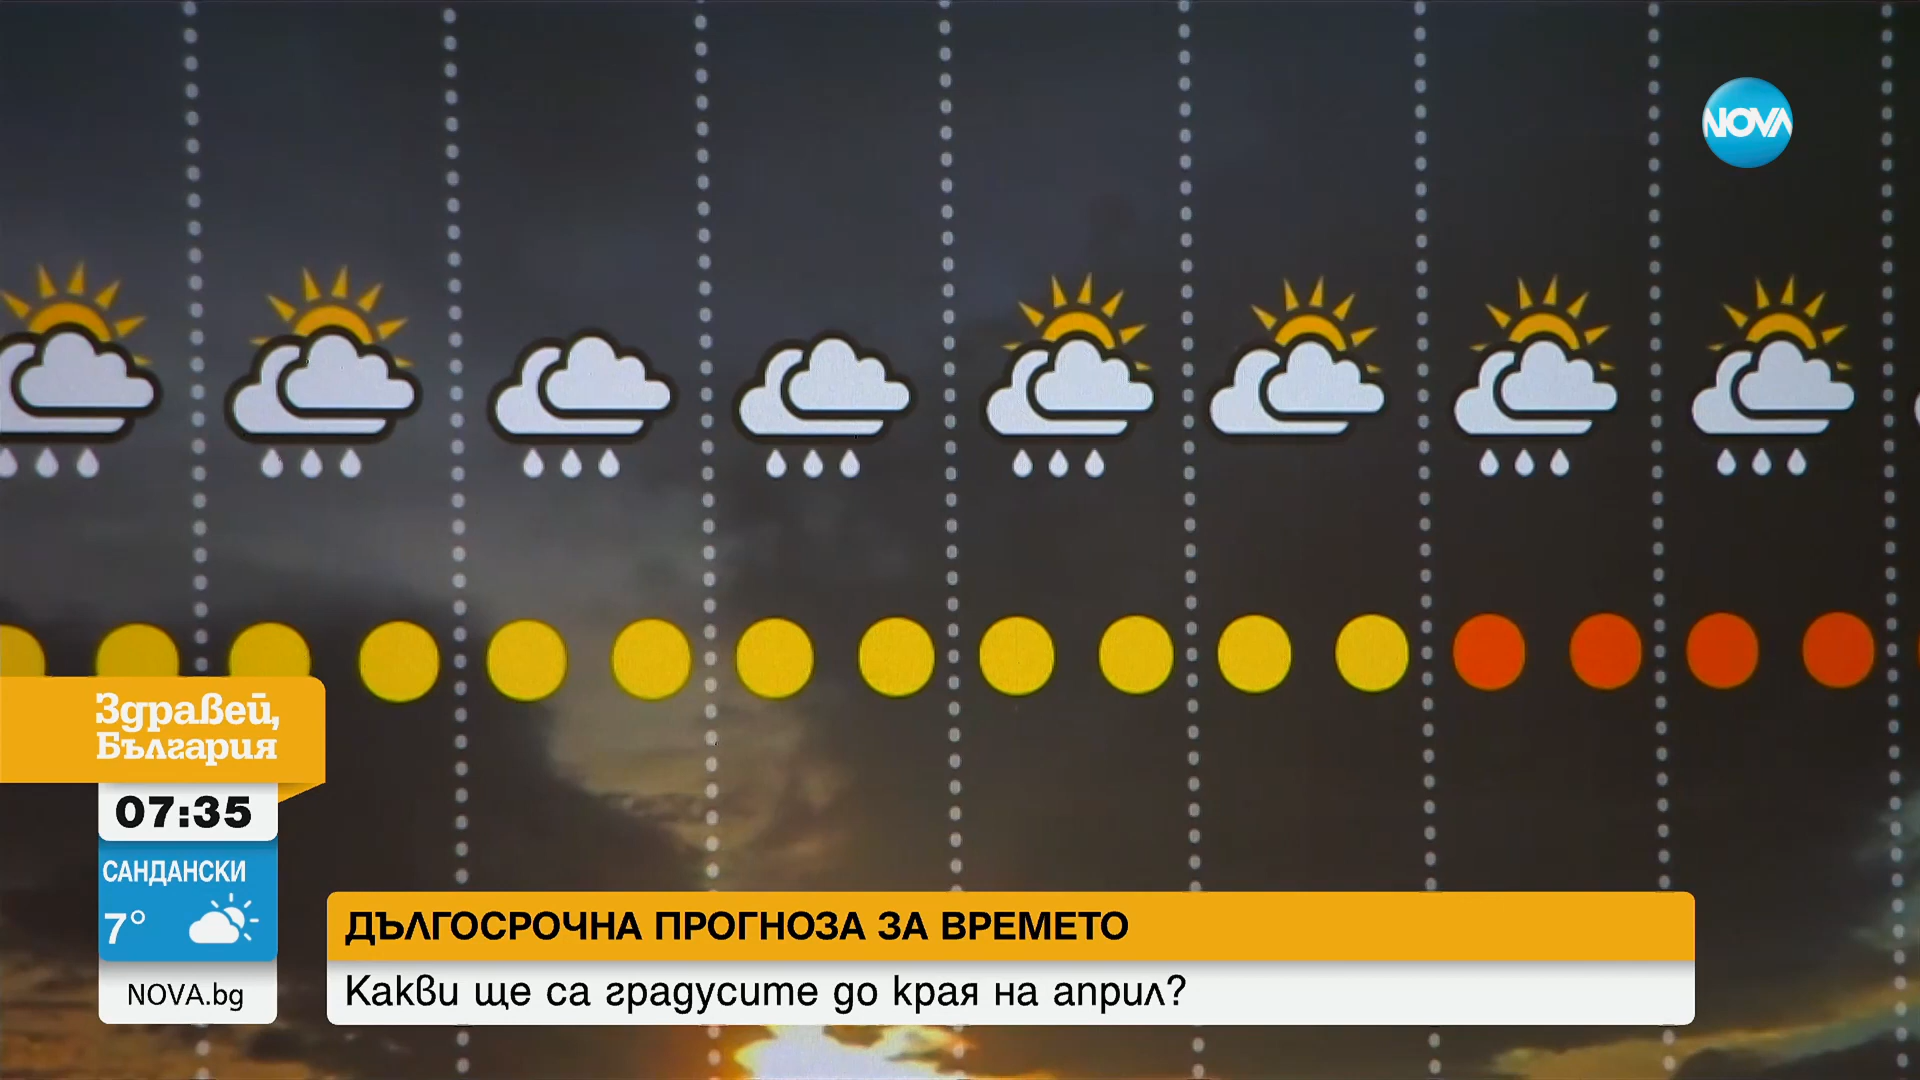 NOVA
Здравей,
България
07:35
САНДАНСКИ
7°
NOVA.bg
ДЪЛГОСРОЧНА ПРОГНОЗА ЗА ВРЕМЕТО
Какви ще са градусите до края на април?